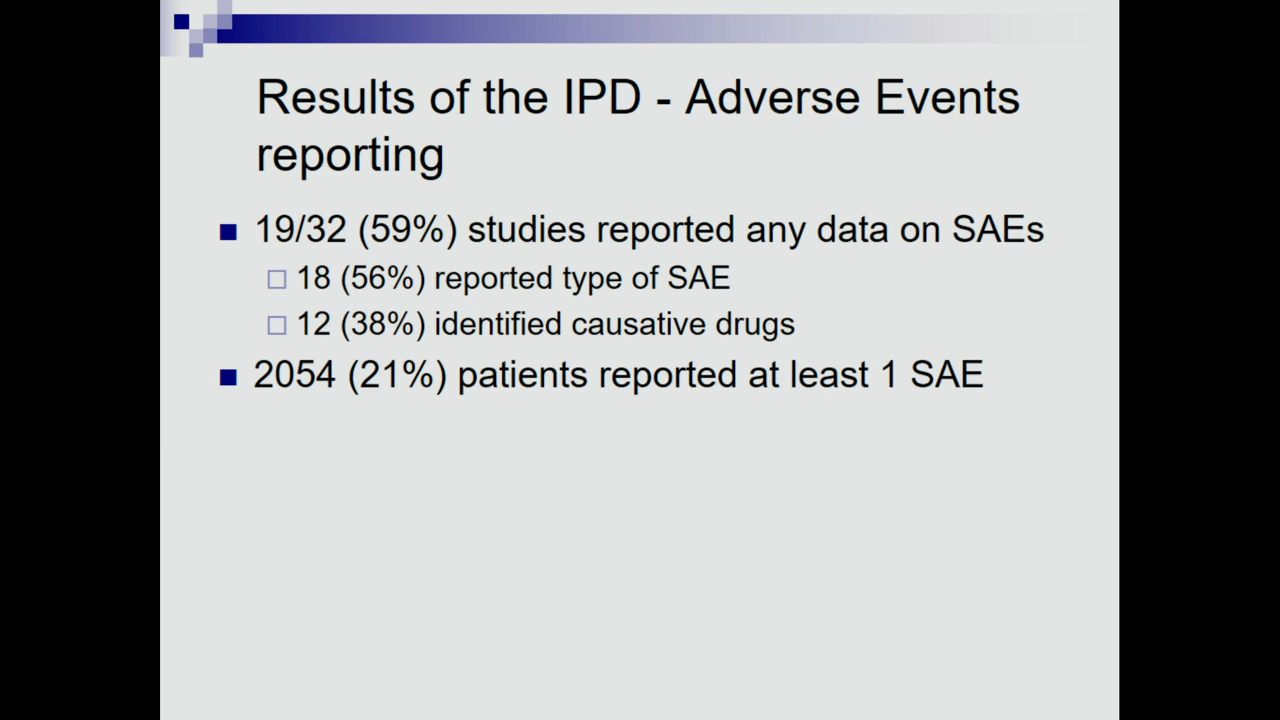 Results of the IPD - Adverse Events
reporting
19/32 (59%) studies reported any data on SAEs
18 (56%) reported type of SAE
12 (38%) identified causative drugs
2054 (21%) patients reported at least 1 SAE